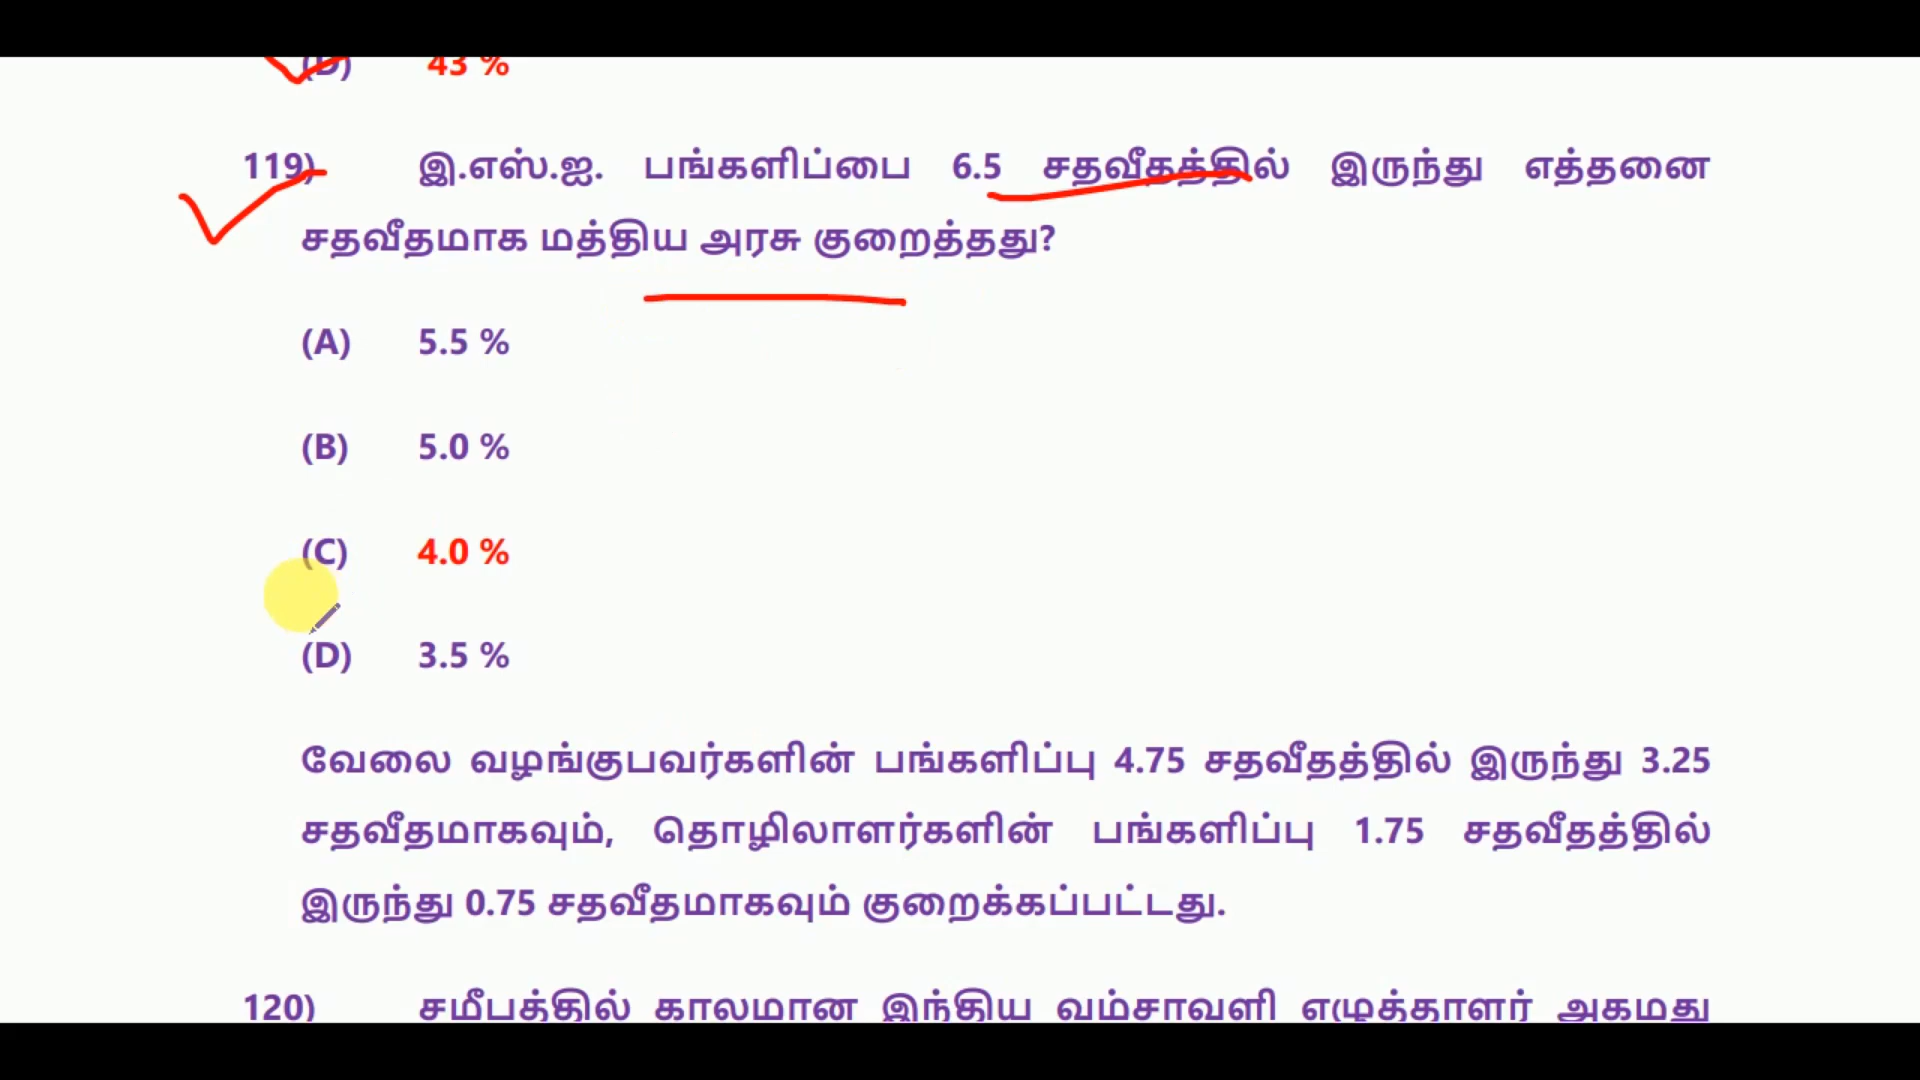 (D) 43 %
119) இ.எஸ்.ஐ. பங்களிப்பை 6.5 சதவீதத்தில் இருந்து எத்தனை
சதவீதமாக மத்திய அரசு குறைத்தது?
(A) 5.5 %
(B) 5.0 %
(C) 4.0 %
(D) 3.5 %
வேலை வழங்குபவர்களின் பங்களிப்பு 4.75 சதவீதத்தில் இருந்து 3.25
சதவீதமாகவும், தொழிலாளர்களின் பங்களிப்பு 1.75 சதவீதத்தில்
இருந்து 0.75 சதவீதமாகவும் குறைக்கப்பட்டது.
120) சமீபத்தில் காலமான இந்திய வம்சாவளி எழுத்தாளர் அகமது